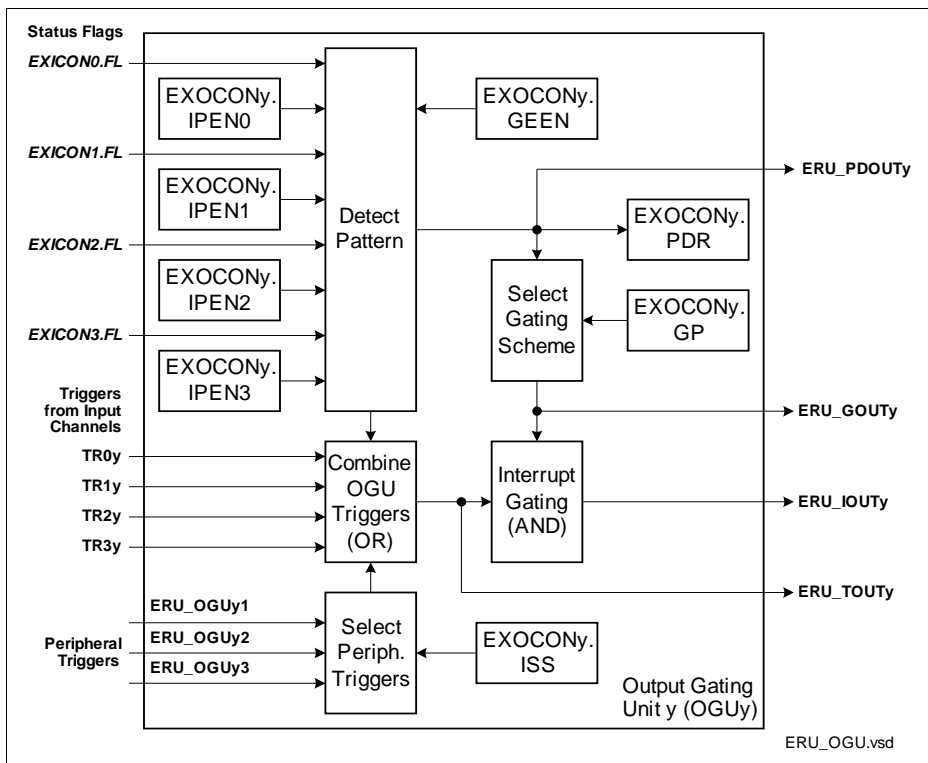 Status Flags
EXICON0.FL
EXOCONy.
IPEN0
EXICON1.FL
EXOCONy.
IPEN1
EXICON2.FL
EXOCONy.
IPEN2
EXICON3.FL
EXOCONy.
IPEN3
Detect
Pattern
EXOCONy.
GEEN
ERU_PDOUTy
EXOCONy.
PDR
Select
Gating
Scheme
EXOCONy.
GP
ERU_GOUTy
Triggers
from Input
Channels
TR0y
TR1y
TR2y
TR3y
Combine
OGU
Triggers
(OR)
Interrupt
Gating
(AND)
ERU_IOUTy
ERU_TOUTy
Peripheral
Triggers
ERU_OGUy1
ERU_OGUy2
ERU_OGUy3
Select
Periph.
Triggers
EXOCONy.
ISS
Output Gating
Unit y (OGUy)
ERU_OGU.vsd